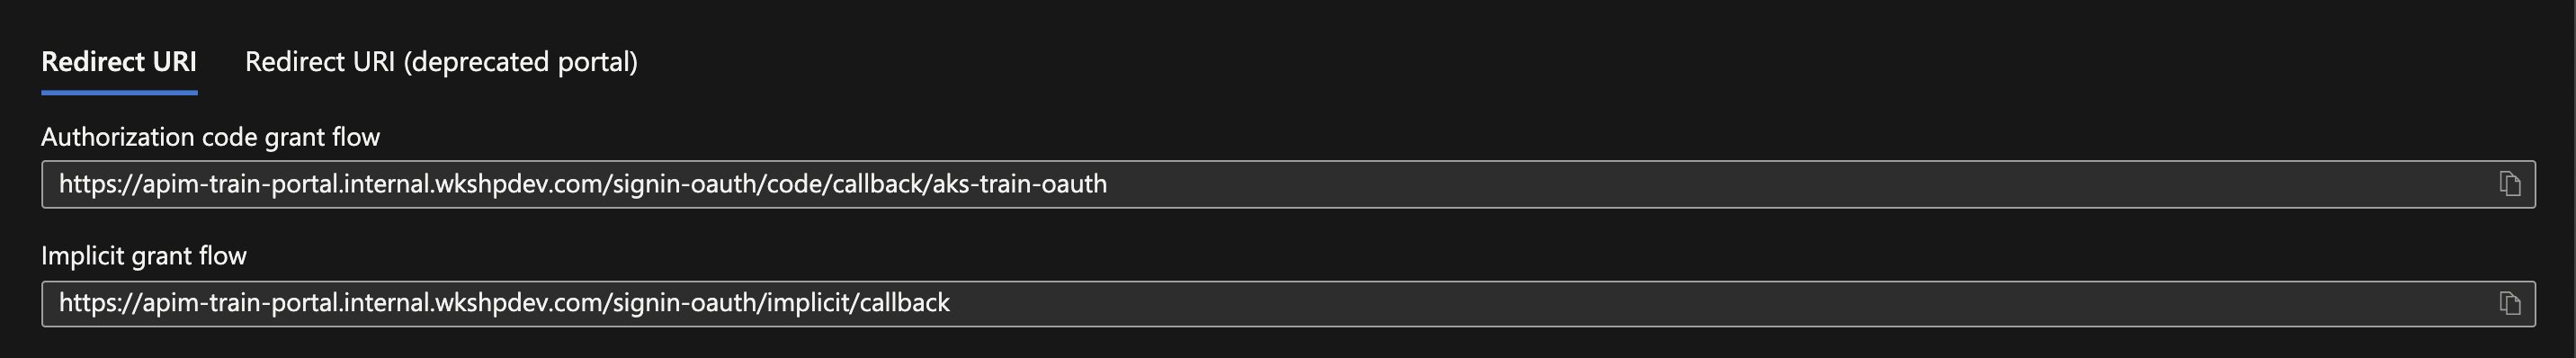 Redirect URI
Redirect URI (deprecated portal)
Authorization code grant flow
https://apim-train-portal.internal.wkshpdev.com/signin-oauth/code/callback/aks-train-oauth
Implicit grant flow
https://apim-train-portal.internal.wkshpdev.com/signin-oauth/implicit/callback